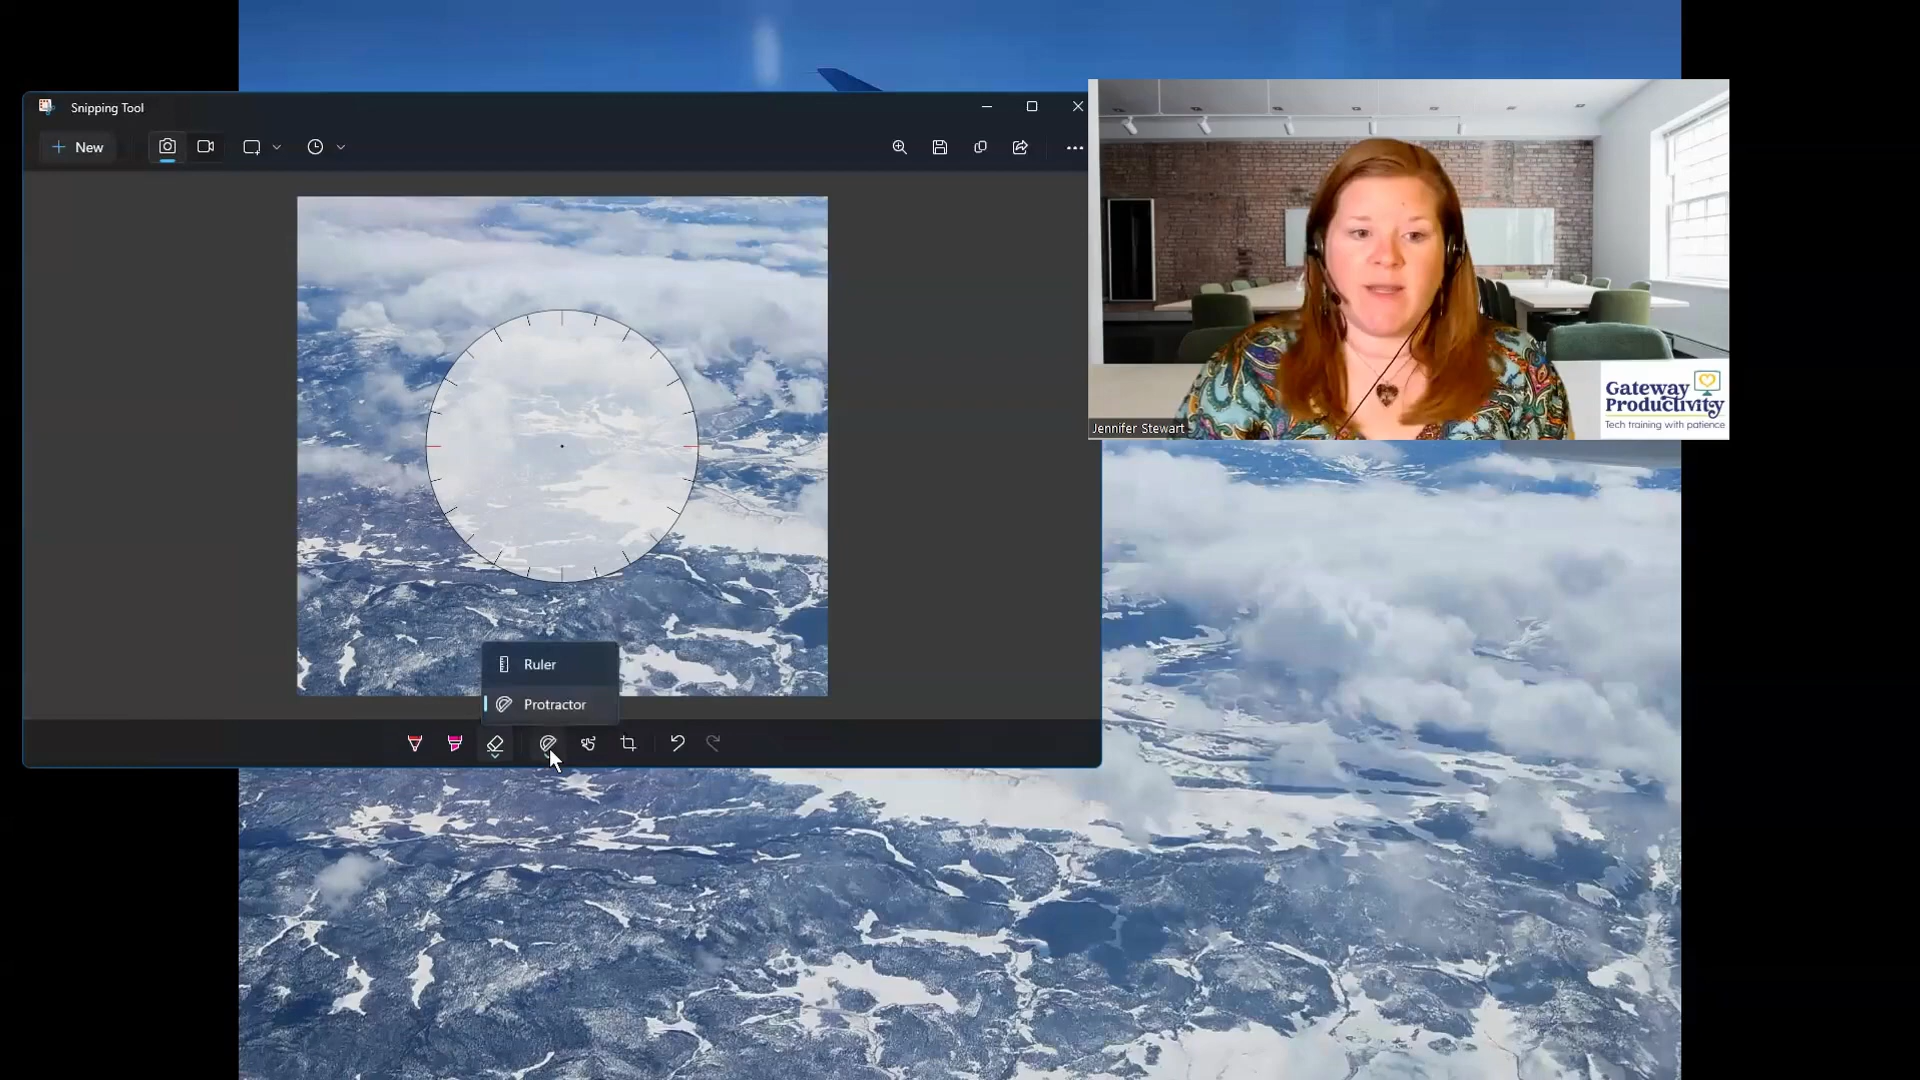 Snipping Tool
New
Ruler
Protractor
Jennifer Stewart
Gateway
Productivity
Tech training with patience